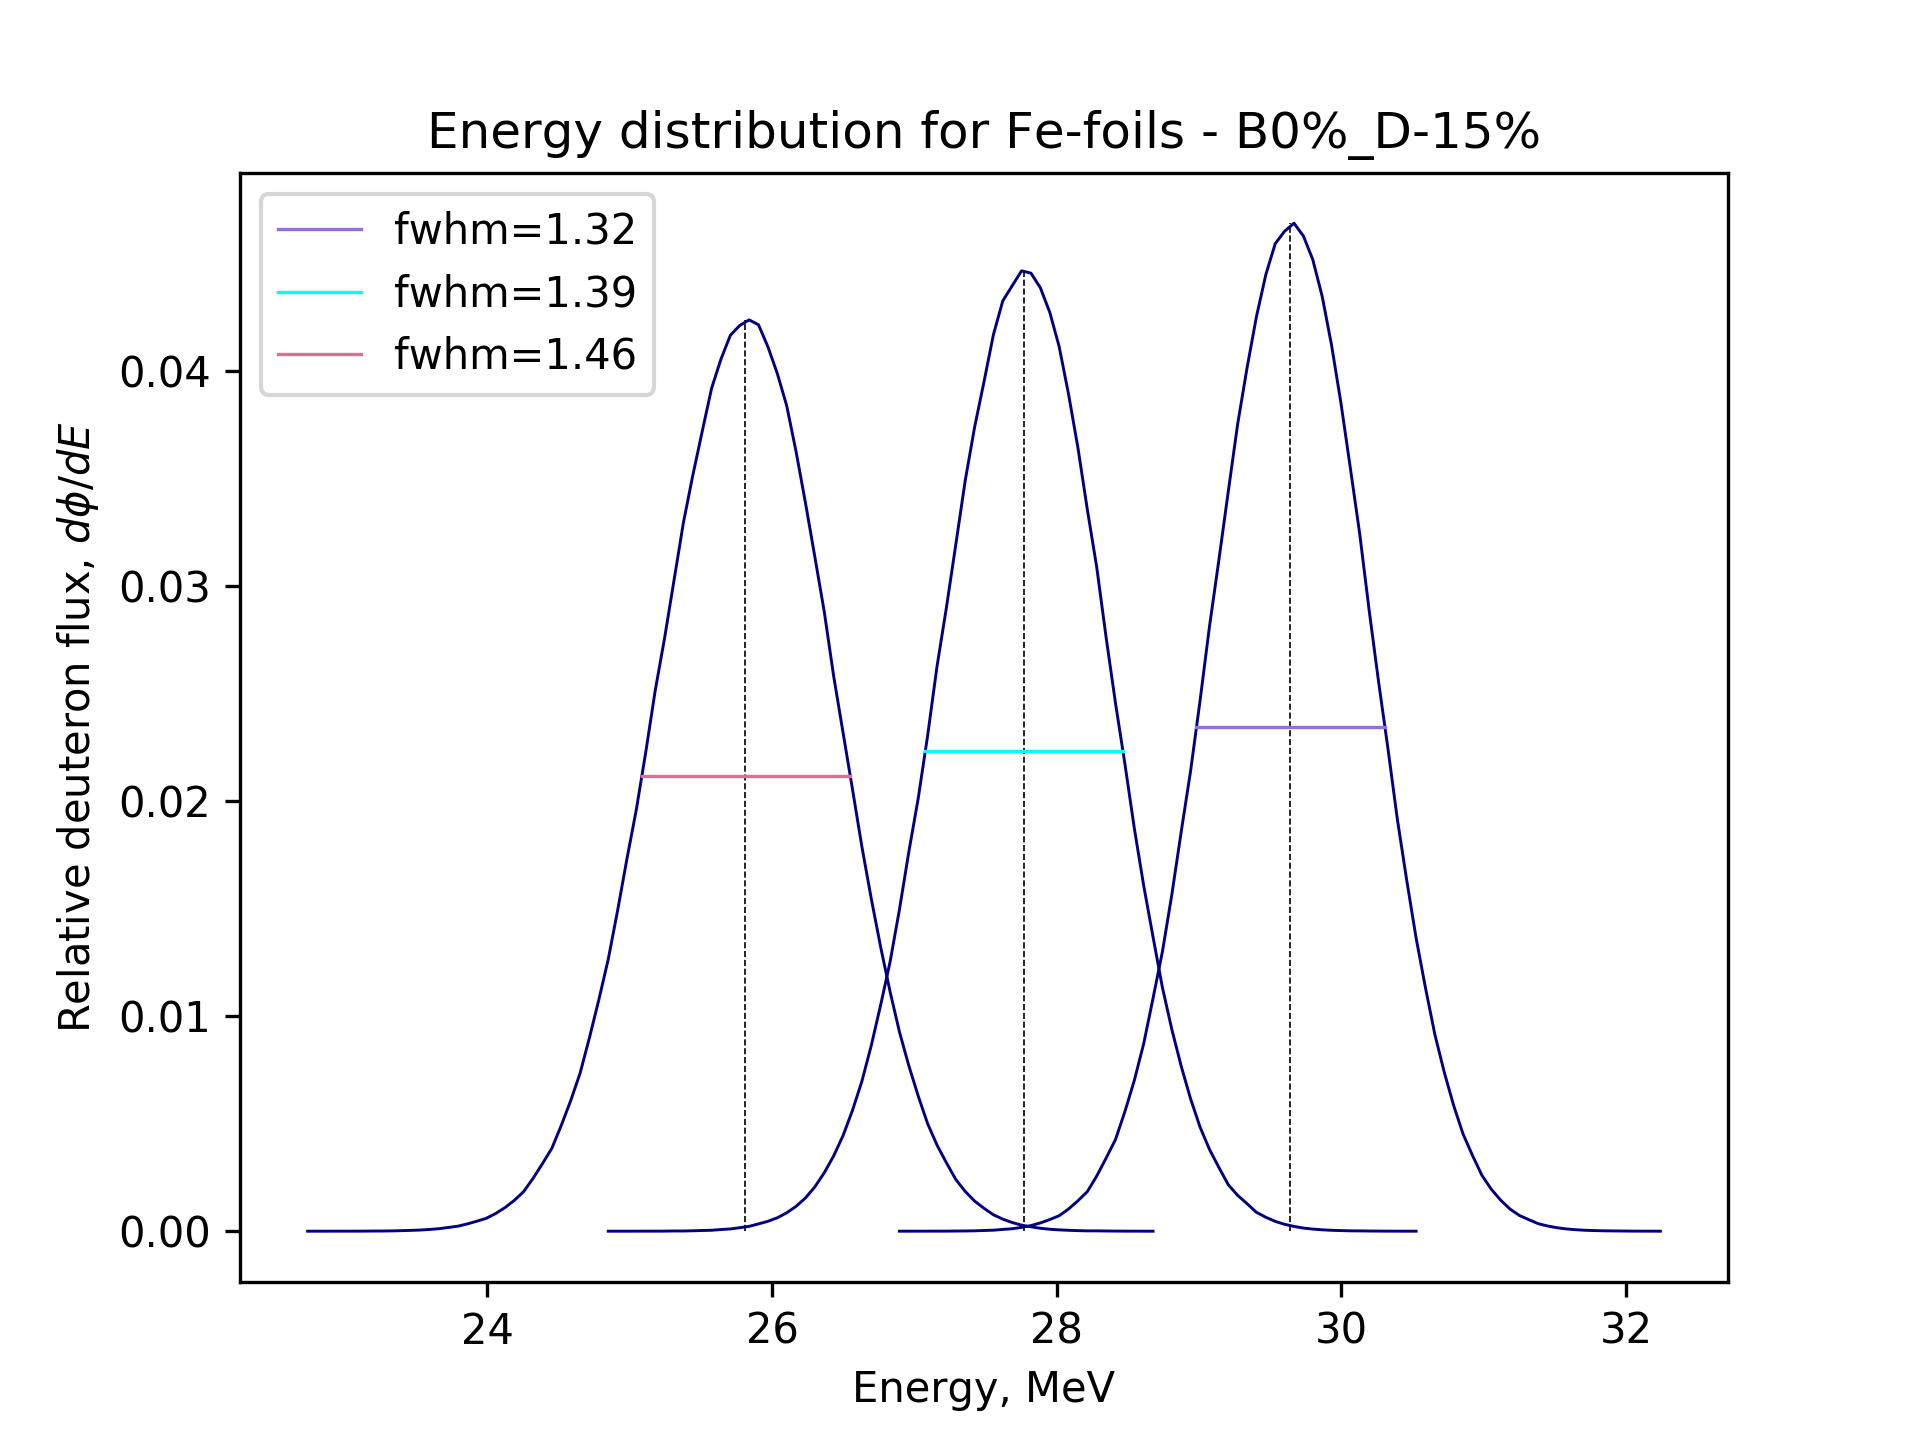 Energy distribution for Fe-foils - B0%_D-15%
fwhm=1.32
fwhm=1.39
fwhm=1.46
Relative deuteron flux, dϕ/dE
0.04
0.03
0.02
0.01
0.00
24 26 28 30 32
Energy, MeV